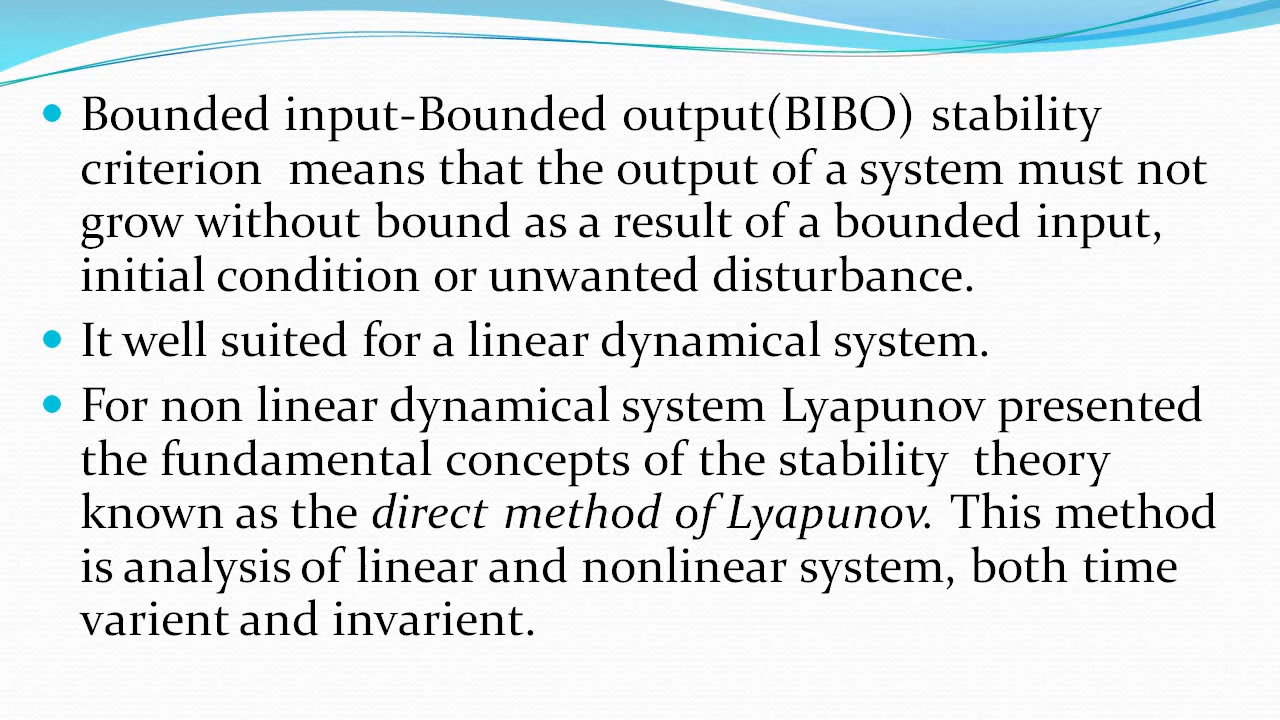 • Bounded input-Bounded output(BIBO) stability
criterion  means that the output of a system must not
grow without bound as a result of a bounded input,
initial condition or unwanted disturbance.
• It well suited for a linear dynamical system.
• For non linear dynamical system Lyapunov presented
the fundamental concepts of the stability  theory
known as the direct method of Lyapunov.  This method
is analysis of linear and nonlinear system, both time
varient and invarient.